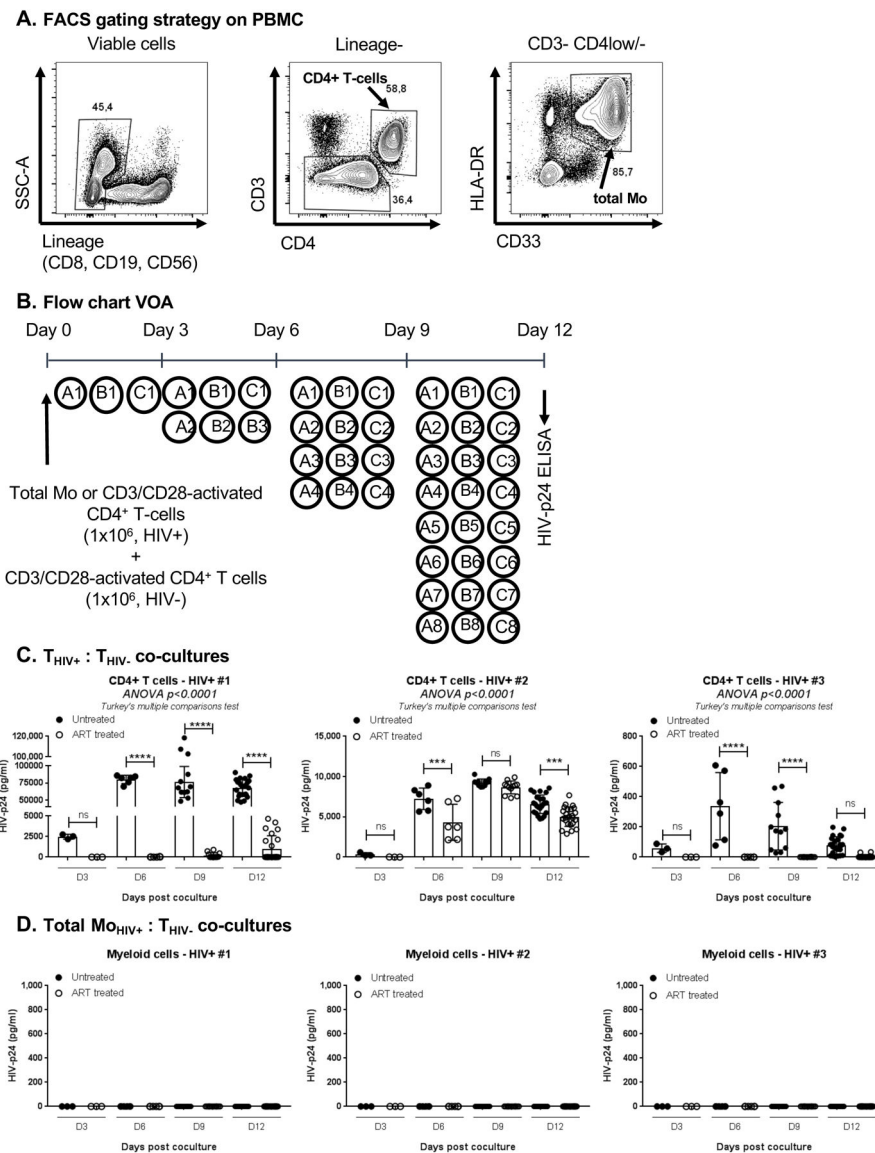 A. FACS gating strategy on PBMC
Viable cells
Lineage-
CD3- CD4low/-
45,4
CD4+ T-cells
58,8
36,4
85,7
total Mo
SSC-A
CD3
HLA-DR
Lineage
(CD8, CD19, CD56)
CD4
CD33
B. Flow chart VOA
Day 0 Day 3 Day 6 Day 9 Day 12
A1 B1 C1 A1 B1 C1 A1 B1 C1 A1 B1 C1
A2 B2 B3 A2 B2 C2 A2 B2 C2
A3 B3 C3 A3 B3 C3
A4 B4 C4 A4 B4 C4
A5 B5 C5
A6 B6 C6
A7 B7 C7
A8 B8 C8
HIV-p24 ELISA
Total Mo or CD3/CD28-activated
CD4⁺ T-cells
(1x10⁶, HIV+)
+
CD3/CD28-activated CD4⁺ T cells
(1x10⁶, HIV-)
C. THIV+ : THIV- co-cultures
CD4+ T cells - HIV+ #1
ANOVA p<0.0001
Turkey's multiple comparisons test
Untreated
ART treated
120,000
100,000
75000
50000
5000
2500
0
HIV-p24 (pg/ml)
ns
****
****
****
D3 D6 D9 D12
Days post coculture
CD4+ T cells - HIV+ #2
ANOVA p<0.0001
Turkey's multiple comparisons test
Untreated
ART treated
15,000
10,000
5,000
0
HIV-p24 (pg/ml)
ns
***
ns
***
D3 D6 D9 D12
Days post coculture
CD4+ T cells - HIV+ #3
ANOVA p<0.0001
Turkey's multiple comparisons test
Untreated
ART treated
800
600
400
200
0
HIV-p24 (pg/ml)
ns
****
****
ns
D3 D6 D9 D12
Days post coculture
D. Total MoHIV+ : THIV- co-cultures
Myeloid cells - HIV+ #1
Untreated
ART treated
1,000
800
600
400
200
0
HIV-p24 (pg/ml)
D3 D6 D9 D12
Days post coculture
Myeloid cells - HIV+ #2
Untreated
ART treated
1,000
800
600
400
200
0
HIV-p24 (pg/ml)
D3 D6 D9 D12
Days post coculture
Myeloid cells - HIV+ #3
Untreated
ART treated
1,000
800
600
400
200
0
HIV-p24 (pg/ml)
D3 D6 D9 D12
Days post coculture